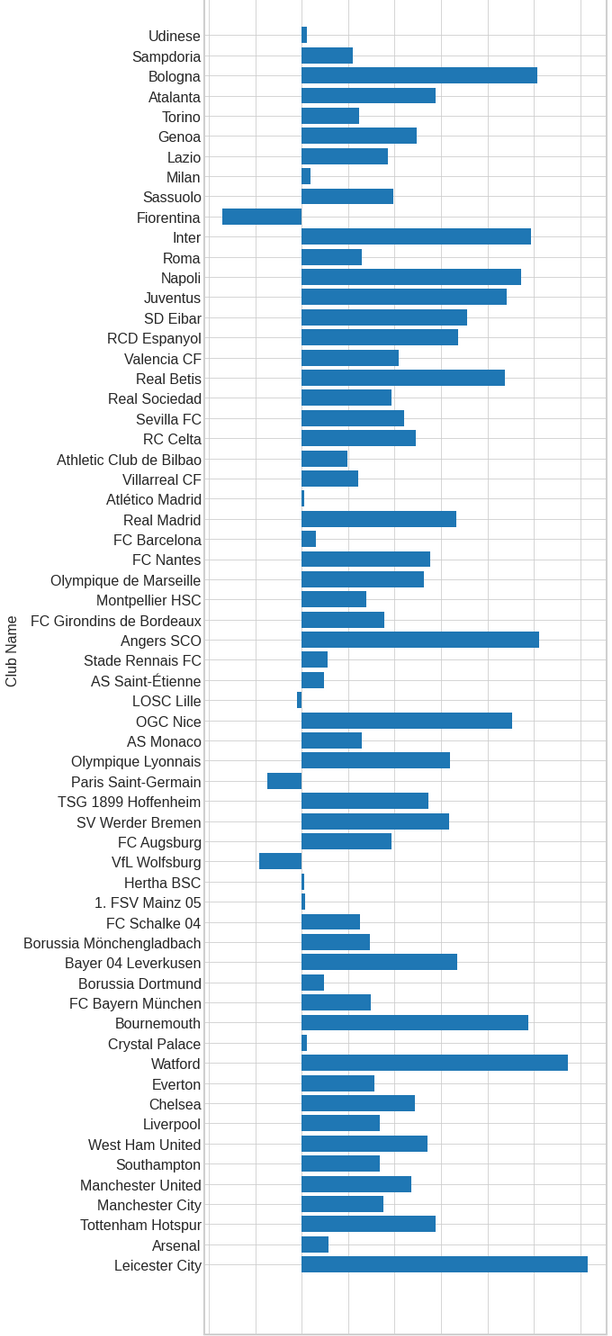 Udinese
Sampdoria
Bologna
Atalanta
Torino
Genoa
Lazio
Milan
Sassuolo
Fiorentina
Inter
Roma
Napoli
Juventus
SD Eibar
RCD Espanyol
Valencia CF
Real Betis
Real Sociedad
Sevilla FC
RC Celta
Athletic Club de Bilbao
Villarreal CF
Atlético Madrid
Real Madrid
FC Barcelona
FC Nantes
Olympique de Marseille
Montpellier HSC
FC Girondins de Bordeaux
Angers SCO
Stade Rennais FC
AS Saint-Étienne
LOSC Lille
OGC Nice
AS Monaco
Olympique Lyonnais
Paris Saint-Germain
TSG 1899 Hoffenheim
SV Werder Bremen
FC Augsburg
VfL Wolfsburg
Hertha BSC
1. FSV Mainz 05
FC Schalke 04
Borussia Mönchengladbach
Bayer 04 Leverkusen
Borussia Dortmund
FC Bayern München
Bournemouth
Crystal Palace
Watford
Everton
Chelsea
Liverpool
West Ham United
Southampton
Manchester United
Manchester City
Tottenham Hotspur
Arsenal
Leicester City
Club Name